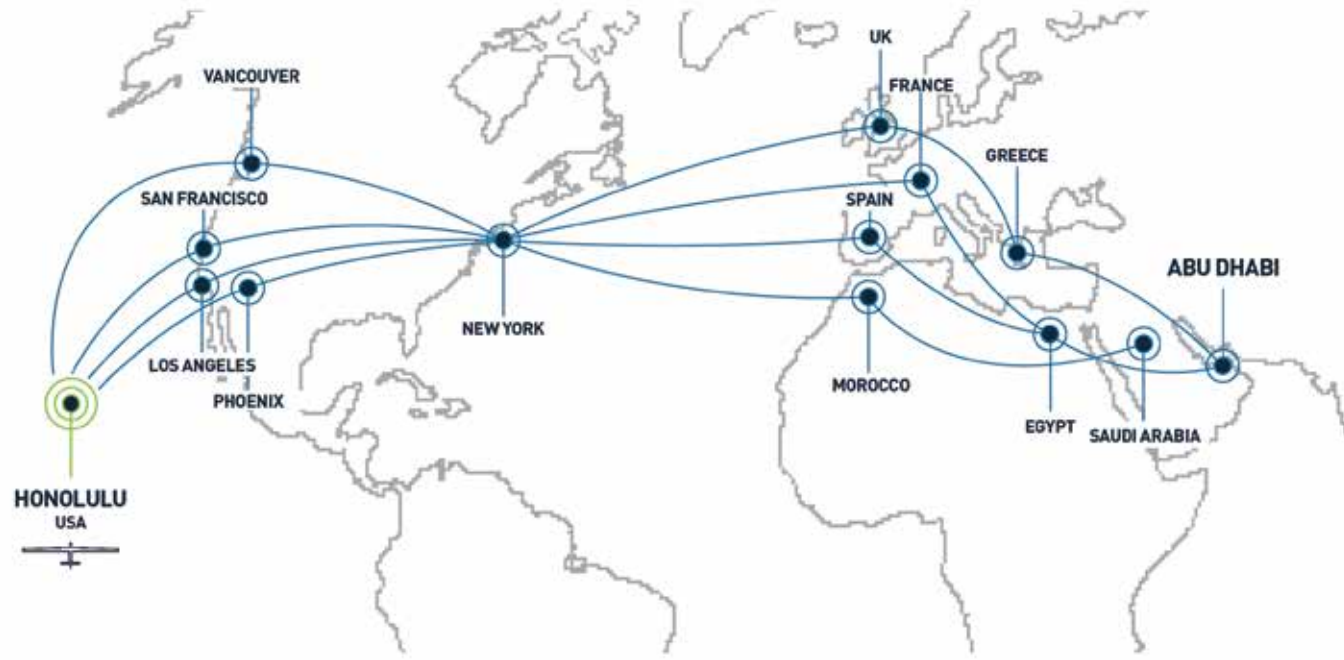 UK
VANCOUVER
FRANCE
GREECE
SAN FRANCISCO
SPAIN
ABU DHABI
NEW YORK
LOS ANGELES
MOROCCO
PHOENIX
EGYPT
SAUDI ARABIA
HONOLULU
USA